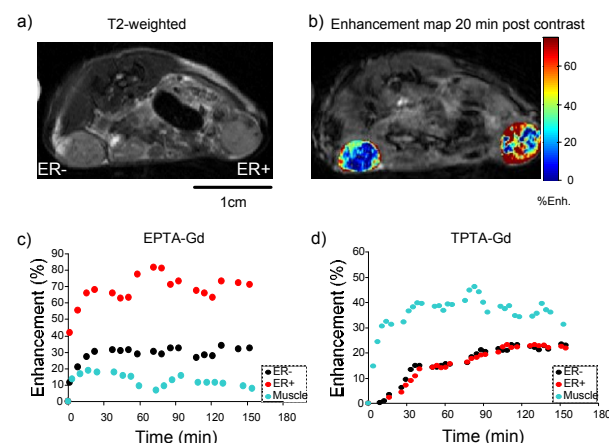 a) T2-weighted
ER- ER+
1cm
b) Enhancement map 20 min post contrast
60
40
20
0
%Enh.
c) EPTA-Gd
Enhancement (%)
90
80
70
60
50
40
30
20
10
0
0 30 60 90 120 150 180
Time (min)
ER-
ER+
Muscle
d) TPTA-Gd
Enhancement (%)
60
50
40
30
20
10
0
0 30 60 90 120 150 180
Time (min)
ER-
ER+
Muscle